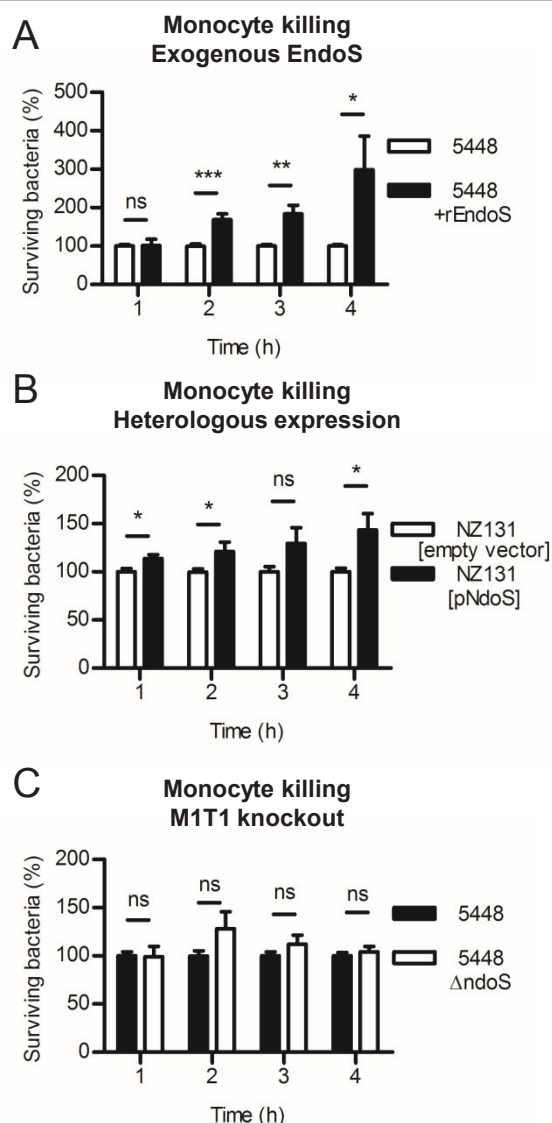 A
Monocyte killing
Exogenous EndoS
Surviving bacteria (%)
500
400
300
200
100
0
ns
***
**
*
1 2 3 4
Time (h)
5448
5448
+rEndoS
B
Monocyte killing
Heterologous expression
Surviving bacteria (%)
200
150
100
50
0
*
*
ns
*
1 2 3 4
Time (h)
NZ131
[empty vector]
NZ131
[pNdoS]
C
Monocyte killing
M1T1 knockout
Surviving bacteria (%)
200
150
100
50
0
ns
ns
ns
ns
1 2 3 4
Time (h)
5448
5448
ΔndoS